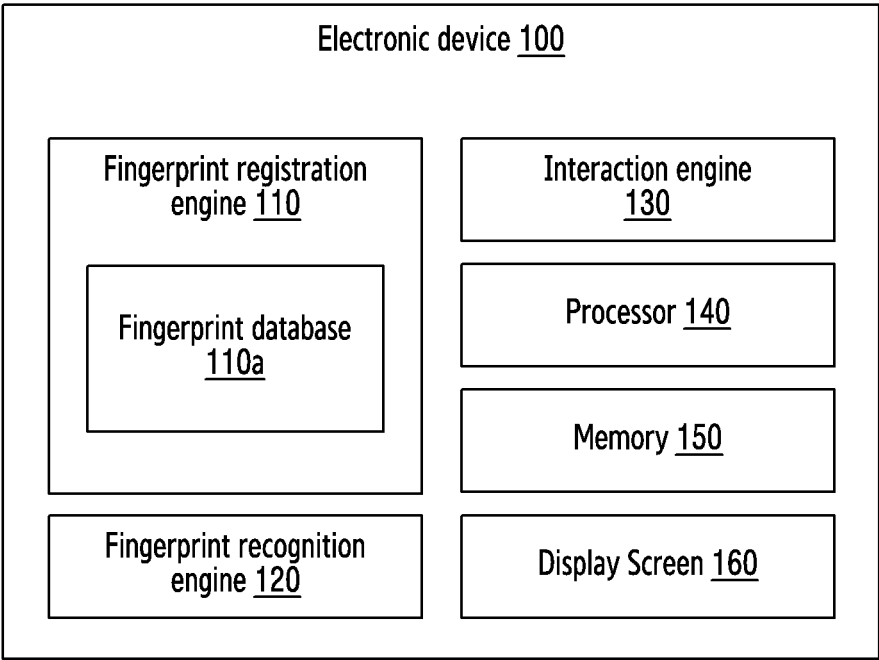 Electronic device 100
Fingerprint registration
engine 110
Fingerprint database
110a
Fingerprint recognition
engine 120
Interaction engine
130
Processor 140
Memory 150
Display Screen 160